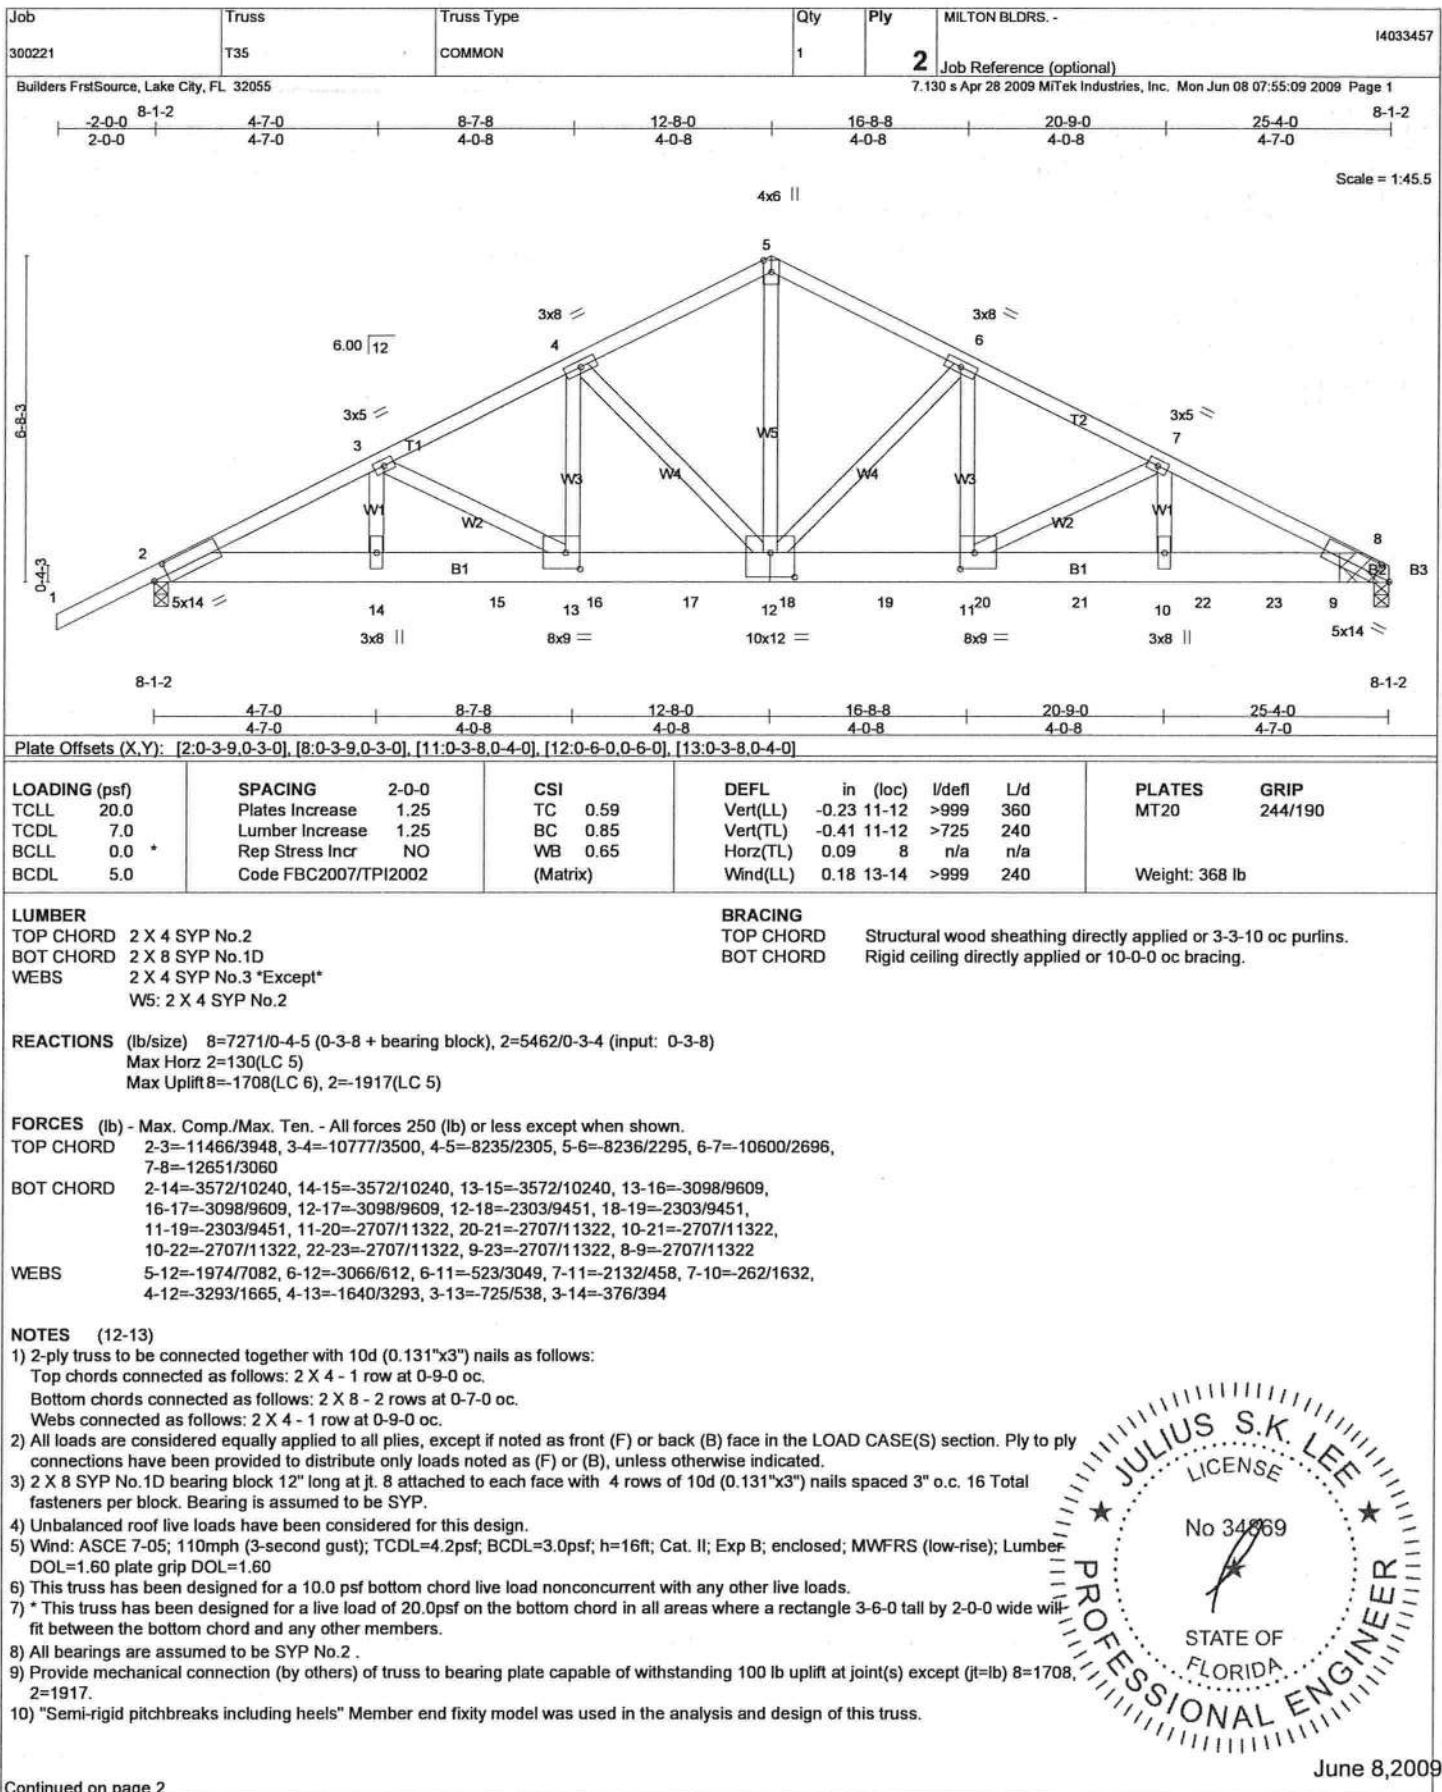 Job Truss Truss Type Qty Ply MILTON BLDRS. -
I4033457
300221 T35 COMMON 1 2 Job Reference (optional)
Builders FrstSource, Lake City, FL 32055 7.130 s Apr 28 2009 MiTek Industries, Inc. Mon Jun 08 07:55:09 2009 Page 1
-2-0-0 8-1-2 4-7-0 8-7-8 12-8-0 16-8-8 20-9-0 25-4-0 8-1-2
2-0-0 4-7-0 4-0-8 4-0-8 4-0-8 4-0-8 4-7-0
Scale = 1:45.5
4x6 ||
5
3x8 3x8
4 6
6.00 12
3x5 3x5
3 T1 T2 7
6-8-3
W5
W3 W4 W4 W3
W1 W2 W2 W1
2 8
0-4-3
B1 B1 B2 B3
1
5x14 14 15 13 16 17 12 18 19 11 20 21 10 22 23 9
3x8 || 8x9 = 10x12 = 8x9 = 3x8 || 5x14
8-1-2 8-1-2
4-7-0 8-7-8 12-8-0 16-8-8 20-9-0 25-4-0
4-7-0 4-0-8 4-0-8 4-0-8 4-0-8 4-7-0
Plate Offsets (X,Y): [2:0-3-9,0-3-0], [8:0-3-9,0-3-0], [11:0-3-8,0-4-0], [12:0-6-0,0-6-0], [13:0-3-8,0-4-0]
LOADING (psf) SPACING 2-0-0 CSI DEFL in (loc) l/defl L/d PLATES GRIP
TCLL 20.0 Plates Increase 1.25 TC 0.59 Vert(LL) -0.23 11-12 >999 360 MT20 244/190
TCDL 7.0 Lumber Increase 1.25 BC 0.85 Vert(TL) -0.41 11-12 >725 240
BCLL 0.0 * Rep Stress Incr NO WB 0.65 Horz(TL) 0.09 8 n/a n/a
BCDL 5.0 Code FBC2007/TPI2002 (Matrix) Wind(LL) 0.18 13-14 >999 240 Weight: 368 lb
LUMBER BRACING
TOP CHORD 2 X 4 SYP No.2 TOP CHORD Structural wood sheathing directly applied or 3-3-10 oc purlins.
BOT CHORD 2 X 8 SYP No.1D BOT CHORD Rigid ceiling directly applied or 10-0-0 oc bracing.
WEBS 2 X 4 SYP No.3 *Except*
W5: 2 X 4 SYP No.2
REACTIONS (lb/size) 8=7271/0-4-5 (0-3-8 + bearing block), 2=5462/0-3-4 (input: 0-3-8)
Max Horz 2=130(LC 5)
Max Uplift8=-1708(LC 6), 2=-1917(LC 5)
FORCES (lb) - Max. Comp./Max. Ten. - All forces 250 (lb) or less except when shown.
TOP CHORD 2-3=-11466/3948, 3-4=-10777/3500, 4-5=-8235/2305, 5-6=-8236/2295, 6-7=-10600/2696,
7-8=-12651/3060
BOT CHORD 2-14=-3572/10240, 14-15=-3572/10240, 13-15=-3572/10240, 13-16=-3098/9609,
16-17=-3098/9609, 12-17=-3098/9609, 12-18=-2303/9451, 18-19=-2303/9451,
11-19=-2303/9451, 11-20=-2707/11322, 20-21=-2707/11322, 10-21=-2707/11322,
10-22=-2707/11322, 22-23=-2707/11322, 9-23=-2707/11322, 8-9=-2707/11322
WEBS 5-12=-1974/7082, 6-12=-3066/612, 6-11=-523/3049, 7-11=-2132/458, 7-10=-262/1632,
4-12=-3293/1665, 4-13=-1640/3293, 3-13=-725/538, 3-14=-376/394
NOTES (12-13)
1) 2-ply truss to be connected together with 10d (0.131"x3") nails as follows:
Top chords connected as follows: 2 X 4 - 1 row at 0-9-0 oc.
Bottom chords connected as follows: 2 X 8 - 2 rows at 0-7-0 oc.
Webs connected as follows: 2 X 4 - 1 row at 0-9-0 oc.
2) All loads are considered equally applied to all plies, except if noted as front (F) or back (B) face in the LOAD CASE(S) section. Ply to ply
connections have been provided to distribute only loads noted as (F) or (B), unless otherwise indicated.
3) 2 X 8 SYP No.1D bearing block 12" long at jt. 8 attached to each face with 4 rows of 10d (0.131"x3") nails spaced 3" o.c. 16 Total
fasteners per block. Bearing is assumed to be SYP.
4) Unbalanced roof live loads have been considered for this design.
5) Wind: ASCE 7-05; 110mph (3-second gust); TCDL=4.2psf; BCDL=3.0psf; h=16ft; Cat. II; Exp B; enclosed; MWFRS (low-rise); Lumber
DOL=1.60 plate grip DOL=1.60
6) This truss has been designed for a 10.0 psf bottom chord live load nonconcurrent with any other live loads.
7) * This truss has been designed for a live load of 20.0psf on the bottom chord in all areas where a rectangle 3-6-0 tall by 2-0-0 wide will
fit between the bottom chord and any other members.
8) All bearings are assumed to be SYP No.2 .
9) Provide mechanical connection (by others) of truss to bearing plate capable of withstanding 100 lb uplift at joint(s) except (jt=lb) 8=1708,
2=1917.
10) "Semi-rigid pitchbreaks including heels" Member end fixity model was used in the analysis and design of this truss.
JULIUS S.K. LEE
LICENSE
No 34869
STATE OF
FLORIDA
PROFESSIONAL ENGINEER
June 8,2009
Continued on page 2